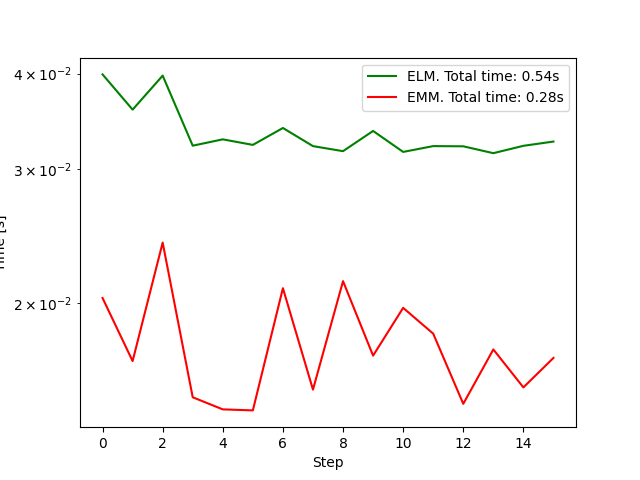 ELM. Total time: 0.54s
EMM. Total time: 0.28s
4 × 10⁻²
3 × 10⁻²
2 × 10⁻²
Time [s]
0 2 4 6 8 10 12 14
Step